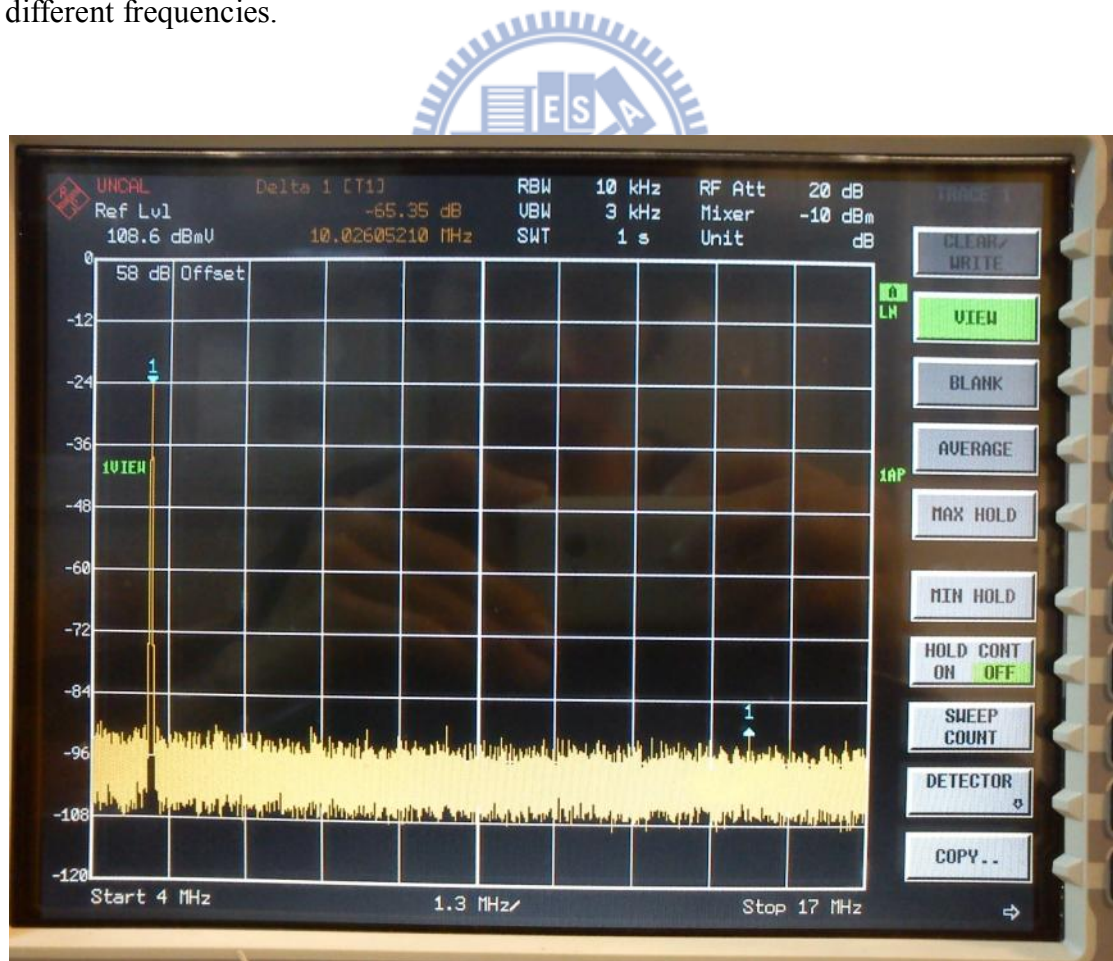 different frequencies.
ES A
UNCAL Delta 1 [T1] RBW 10 kHz RF Att 20 dB
Ref Lvl -65.35 dB VBW 3 kHz Mixer -10 dBm
108.6 dBmV 10.02605210 MHz SWT 1 s Unit dB
TRACE 1
CLEAR/
WRITE
0
58 dB Offset
A
LN
VIEW
-12
1
-24
BLANK
-36
1VIEW
1AP
AVERAGE
-48
MAX HOLD
-60
MIN HOLD
-72
HOLD CONT
ON OFF
-84
1
SWEEP
COUNT
-96
DETECTOR
-108
COPY..
-120
Start 4 MHz 1.3 MHz/ Stop 17 MHz